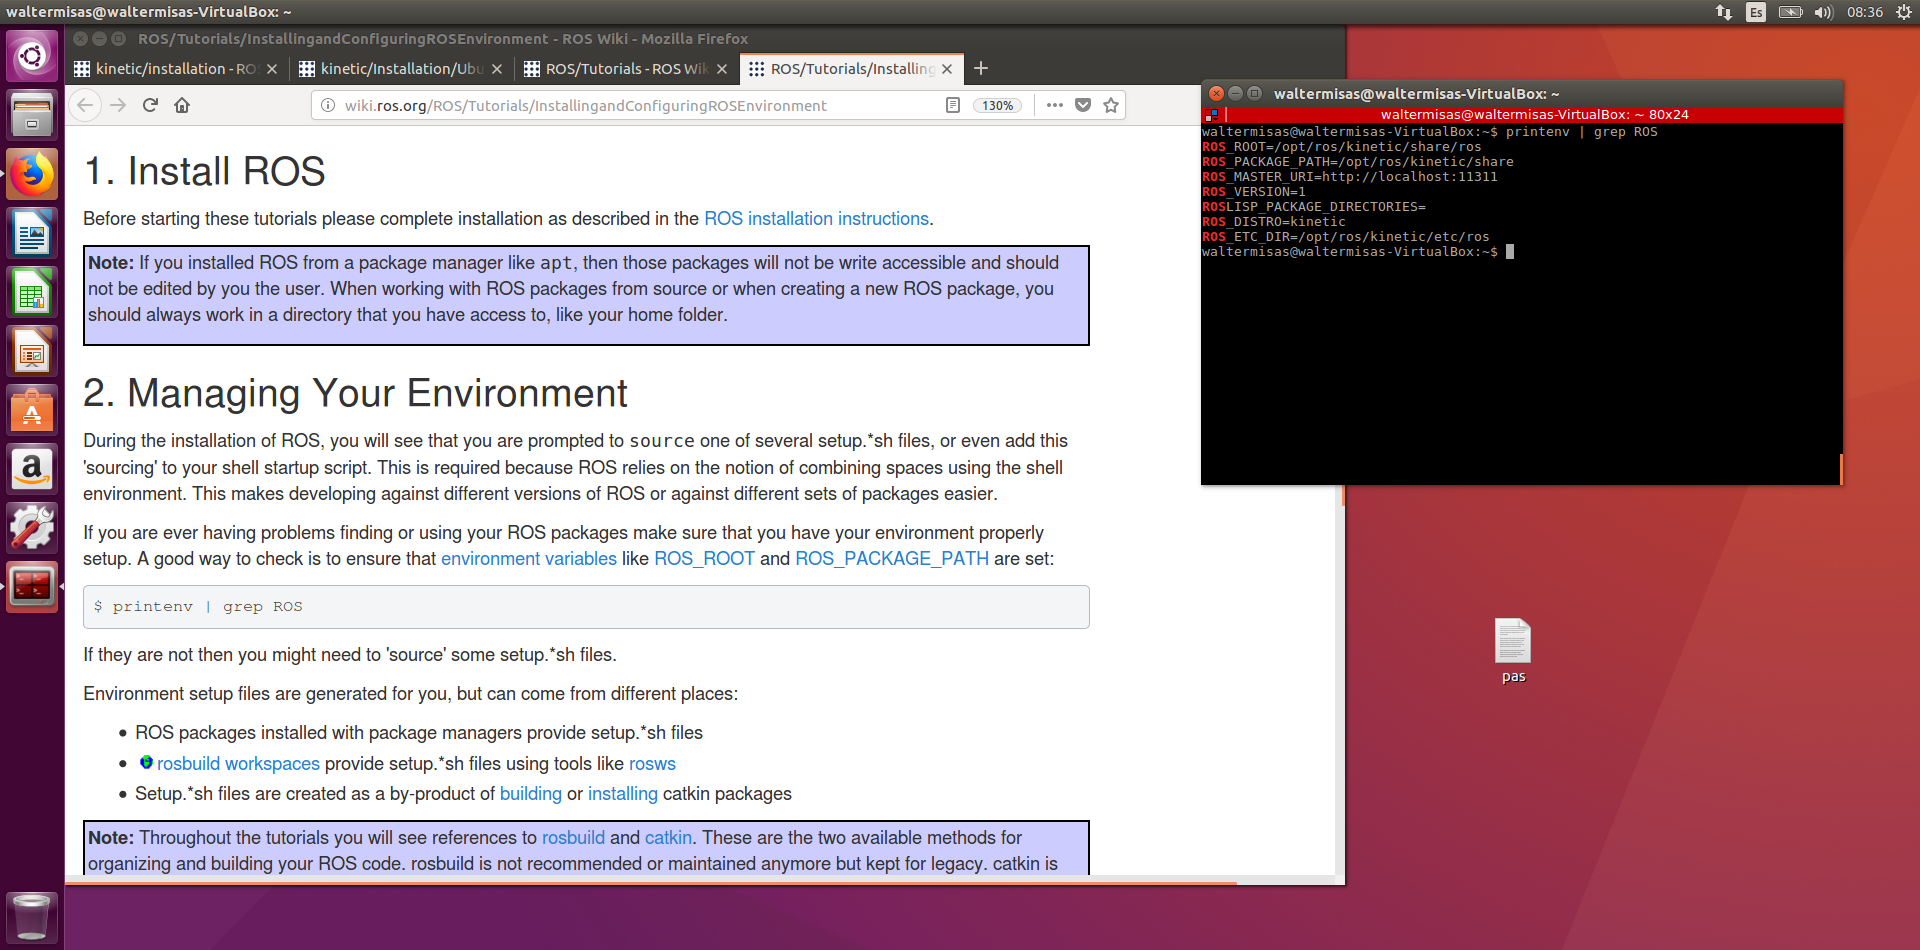 waltermisas@waltermisas-VirtualBox: ~
Es
08:36
ROS/Tutorials/InstallingandConfiguringROSEnvironment - ROS Wiki - Mozilla Firefox
kinetic/installation - ROS
kinetic/Installation/Ubu
ROS/Tutorials - ROS Wik
ROS/Tutorials/Installing
wiki.ros.org/ROS/Tutorials/InstallingandConfiguringROSEnvironment
130%
1. Install ROS
Before starting these tutorials please complete installation as described in the ROS installation instructions.
Note: If you installed ROS from a package manager like apt, then those packages will not be write accessible and should
not be edited by you the user. When working with ROS packages from source or when creating a new ROS package, you
should always work in a directory that you have access to, like your home folder.
2. Managing Your Environment
During the installation of ROS, you will see that you are prompted to source one of several setup.*sh files, or even add this
'sourcing' to your shell startup script. This is required because ROS relies on the notion of combining spaces using the shell
environment. This makes developing against different versions of ROS or against different sets of packages easier.
If you are ever having problems finding or using your ROS packages make sure that you have your environment properly
setup. A good way to check is to ensure that environment variables like ROS_ROOT and ROS_PACKAGE_PATH are set:
$ printenv | grep ROS
If they are not then you might need to 'source' some setup.*sh files.
Environment setup files are generated for you, but can come from different places:
ROS packages installed with package managers provide setup.*sh files
rosbuild workspaces provide setup.*sh files using tools like rosws
Setup.*sh files are created as a by-product of building or installing catkin packages
Note: Throughout the tutorials you will see references to rosbuild and catkin. These are the two available methods for
organizing and building your ROS code. rosbuild is not recommended or maintained anymore but kept for legacy. catkin is
waltermisas@waltermisas-VirtualBox: ~
waltermisas@waltermisas-VirtualBox: ~ 80x24
waltermisas@waltermisas-VirtualBox:~$ printenv | grep ROS
ROS_ROOT=/opt/ros/kinetic/share/ros
ROS_PACKAGE_PATH=/opt/ros/kinetic/share
ROS_MASTER_URI=http://localhost:11311
ROS_VERSION=1
ROSLISP_PACKAGE_DIRECTORIES=
ROS_DISTRO=kinetic
ROS_ETC_DIR=/opt/ros/kinetic/etc/ros
waltermisas@waltermisas-VirtualBox:~$
pas